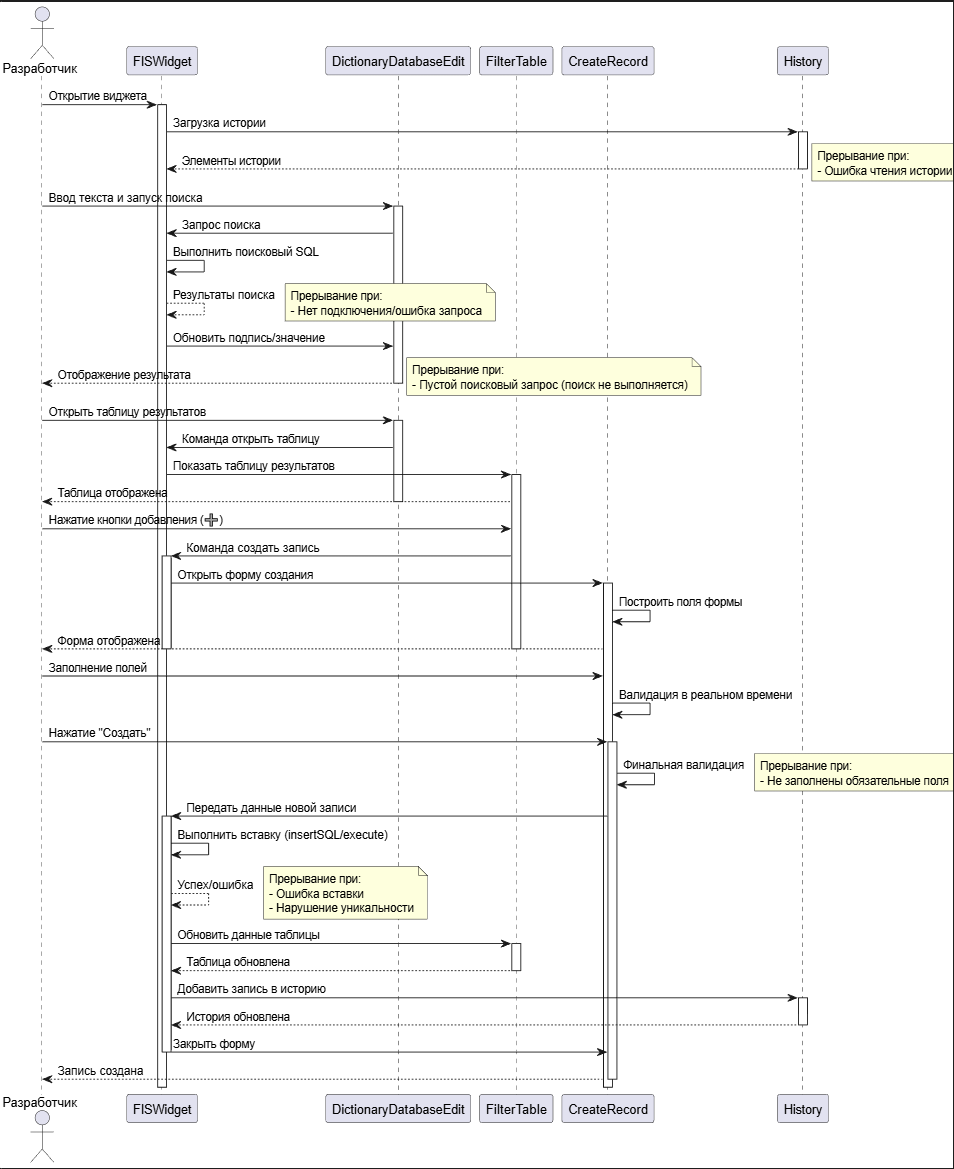 Разработчик
FISWidget
DictionaryDatabaseEdit
FilterTable
CreateRecord
History
Открытие виджета
Загрузка истории
Элементы истории
Прерывание при:
- Ошибка чтения истории
Ввод текста и запуск поиска
Запрос поиска
Выполнить поисковый SQL
Результаты поиска
Прерывание при:
- Нет подключения/ошибка запроса
Обновить подпись/значение
Отображение результата
Прерывание при:
- Пустой поисковый запрос (поиск не выполняется)
Открыть таблицу результатов
Команда открыть таблицу
Показать таблицу результатов
Таблица отображена
Нажатие кнопки добавления (➕)
Команда создать запись
Открыть форму создания
Построить поля формы
Форма отображена
Заполнение полей
Валидация в реальном времени
Нажатие "Создать"
Финальная валидация
Прерывание при:
- Не заполнены обязательные поля
Передать данные новой записи
Выполнить вставку (insertSQL/execute)
Успех/ошибка
Прерывание при:
- Ошибка вставки
- Нарушение уникальности
Обновить данные таблицы
Таблица обновлена
Добавить запись в историю
История обновлена
Закрыть форму
Запись создана
Разработчик
FISWidget
DictionaryDatabaseEdit
FilterTable
CreateRecord
History